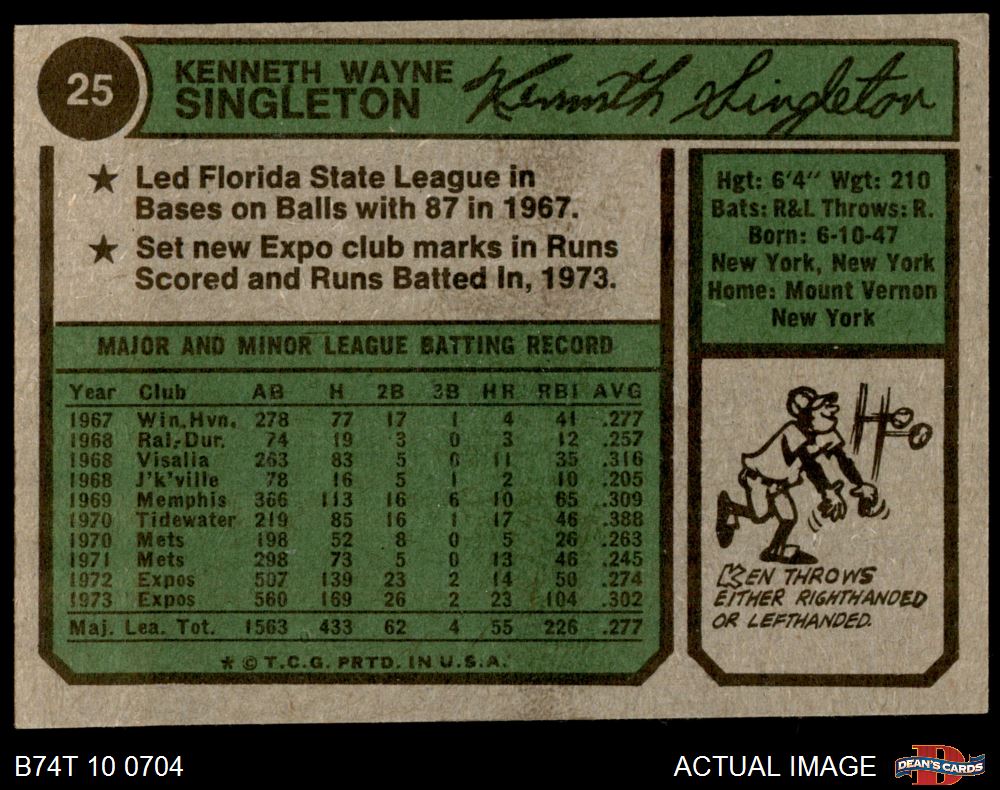 25
KENNETH WAYNE
SINGLETON
Kenneth Singleton
★ Led Florida State League in
Bases on Balls with 87 in 1967.
★ Set new Expo club marks in Runs
Scored and Runs Batted In, 1973.
Hgt: 6'4" Wgt: 210
Bats: R&L Throws: R.
Born: 6-10-47
New York, New York
Home: Mount Vernon
New York
MAJOR AND MINOR LEAGUE BATTING RECORD
Year Club AB H 2B 3B HR RBI AVG
1967 Win. Hvn. 278 77 17 1 4 41 .277
1968 Ral.-Dur. 74 19 3 0 3 12 .257
1968 Visalia 263 83 5 0 11 35 .316
1968 J'k'ville 78 16 5 1 2 10 .205
1969 Memphis 366 113 16 6 10 65 .309
1970 Tidewater 219 85 16 1 17 46 .388
1970 Mets 198 52 8 0 5 26 .263
1971 Mets 298 73 5 0 13 46 .245
1972 Expos 507 139 23 2 14 50 .274
1973 Expos 560 169 26 2 23 104 .302
Maj. Lea. Tot. 1563 433 62 4 55 226 .277
★ © T.C.G. PRTD. IN U.S.A.
KEN THROWS
EITHER RIGHTHANDED
OR LEFTHANDED.
B74T 10 0704
ACTUAL IMAGE
D
DEAN'S CARDS